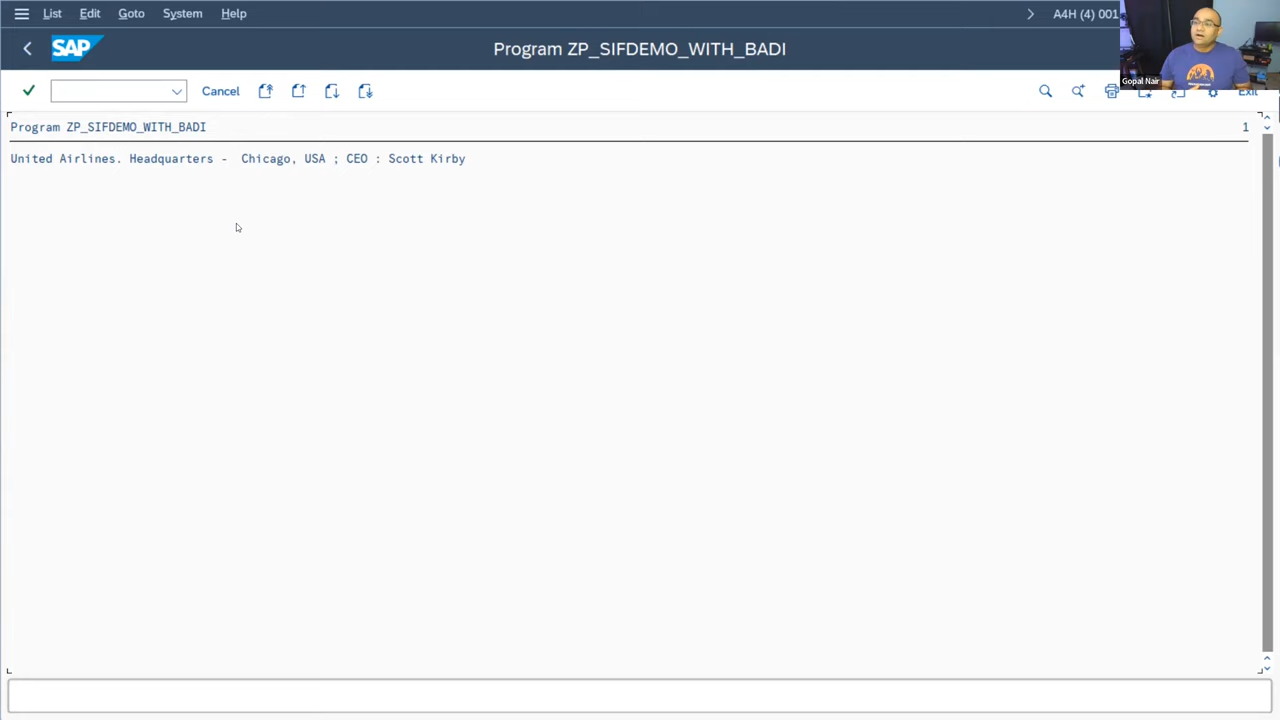 List Edit Goto System Help A4H (4) 001
SAP Program ZP_SIFDEMO_WITH_BADI
Gopal Nair
Cancel Exit
Program ZP_SIFDEMO_WITH_BADI 1
United Airlines. Headquarters - Chicago, USA ; CEO : Scott Kirby